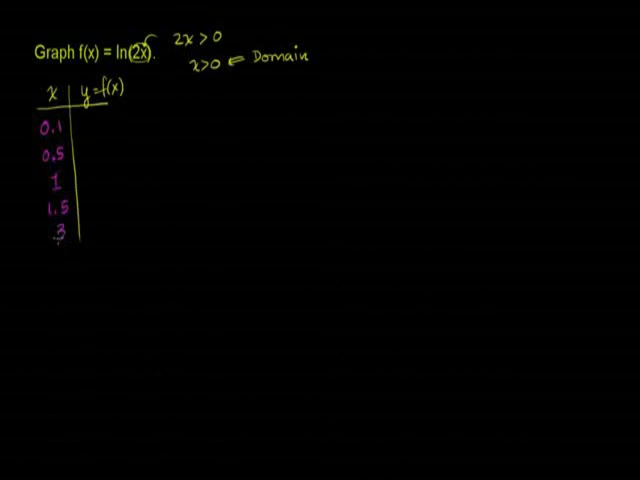 Graph f(x) = ln(2x). 2x > 0
x>0 ⇐ Domain
x y=f(x)
0.1
0.5
1
1.5
3